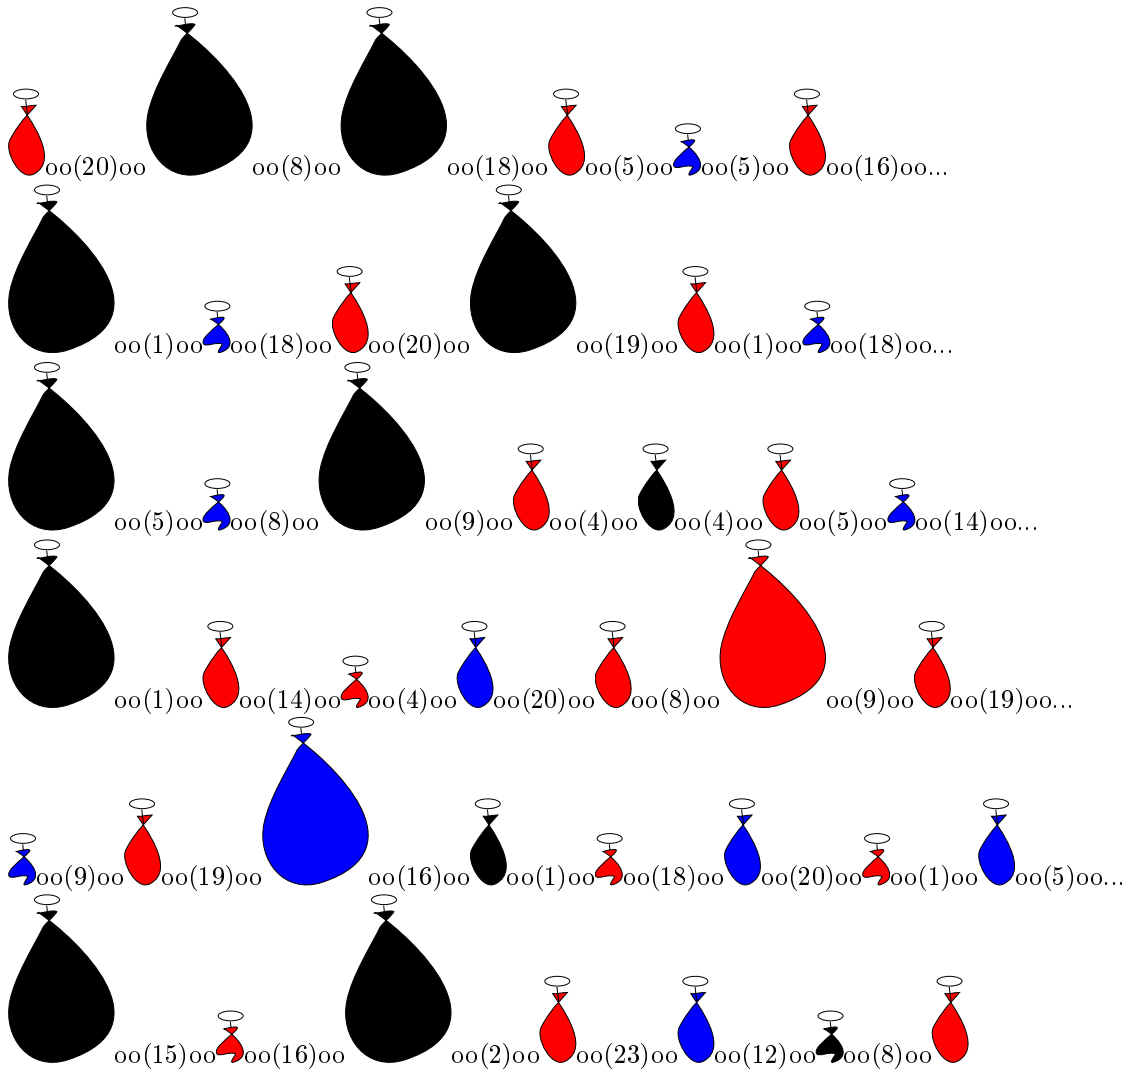 oo(20)oo oo(8)oo oo(18)oo oo(5)oo oo(5)oo oo(16)oo...
oo(1)oo oo(18)oo oo(20)oo oo(19)oo oo(1)oo oo(18)oo...
oo(5)oo oo(8)oo oo(9)oo oo(4)oo oo(4)oo oo(5)oo oo(14)oo...
oo(1)oo oo(14)oo oo(4)oo oo(20)oo oo(8)oo oo(9)oo oo(19)oo...
oo(9)oo oo(19)oo oo(16)oo oo(1)oo oo(18)oo oo(20)oo oo(1)oo oo(5)oo...
oo(15)oo oo(16)oo oo(2)oo oo(23)oo oo(12)oo oo(8)oo